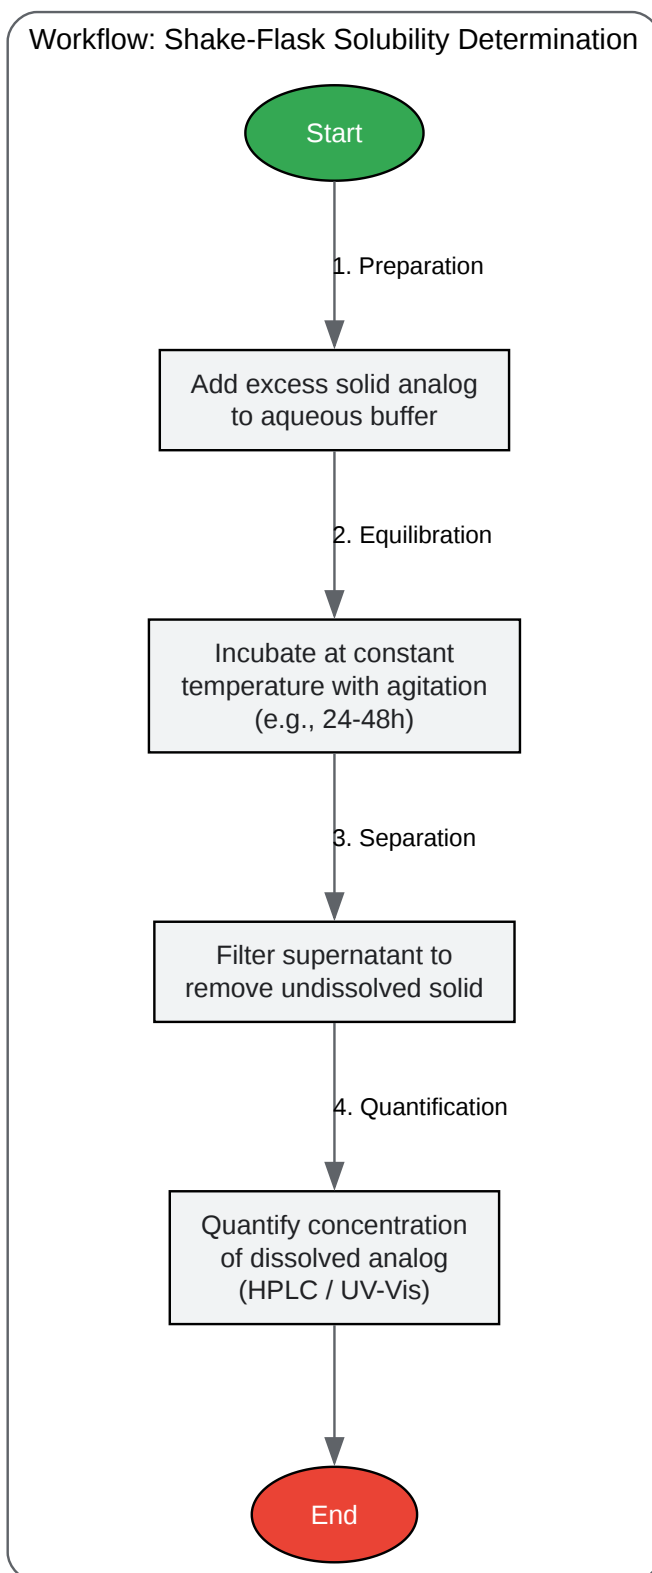 Workflow: Shake-Flask Solubility Determination
Start
1. Preparation
Add excess solid analog
to aqueous buffer
2. Equilibration
Incubate at constant
temperature with agitation
(e.g., 24-48h)
3. Separation
Filter supernatant to
remove undissolved solid
4. Quantification
Quantify concentration
of dissolved analog
(HPLC / UV-Vis)
End